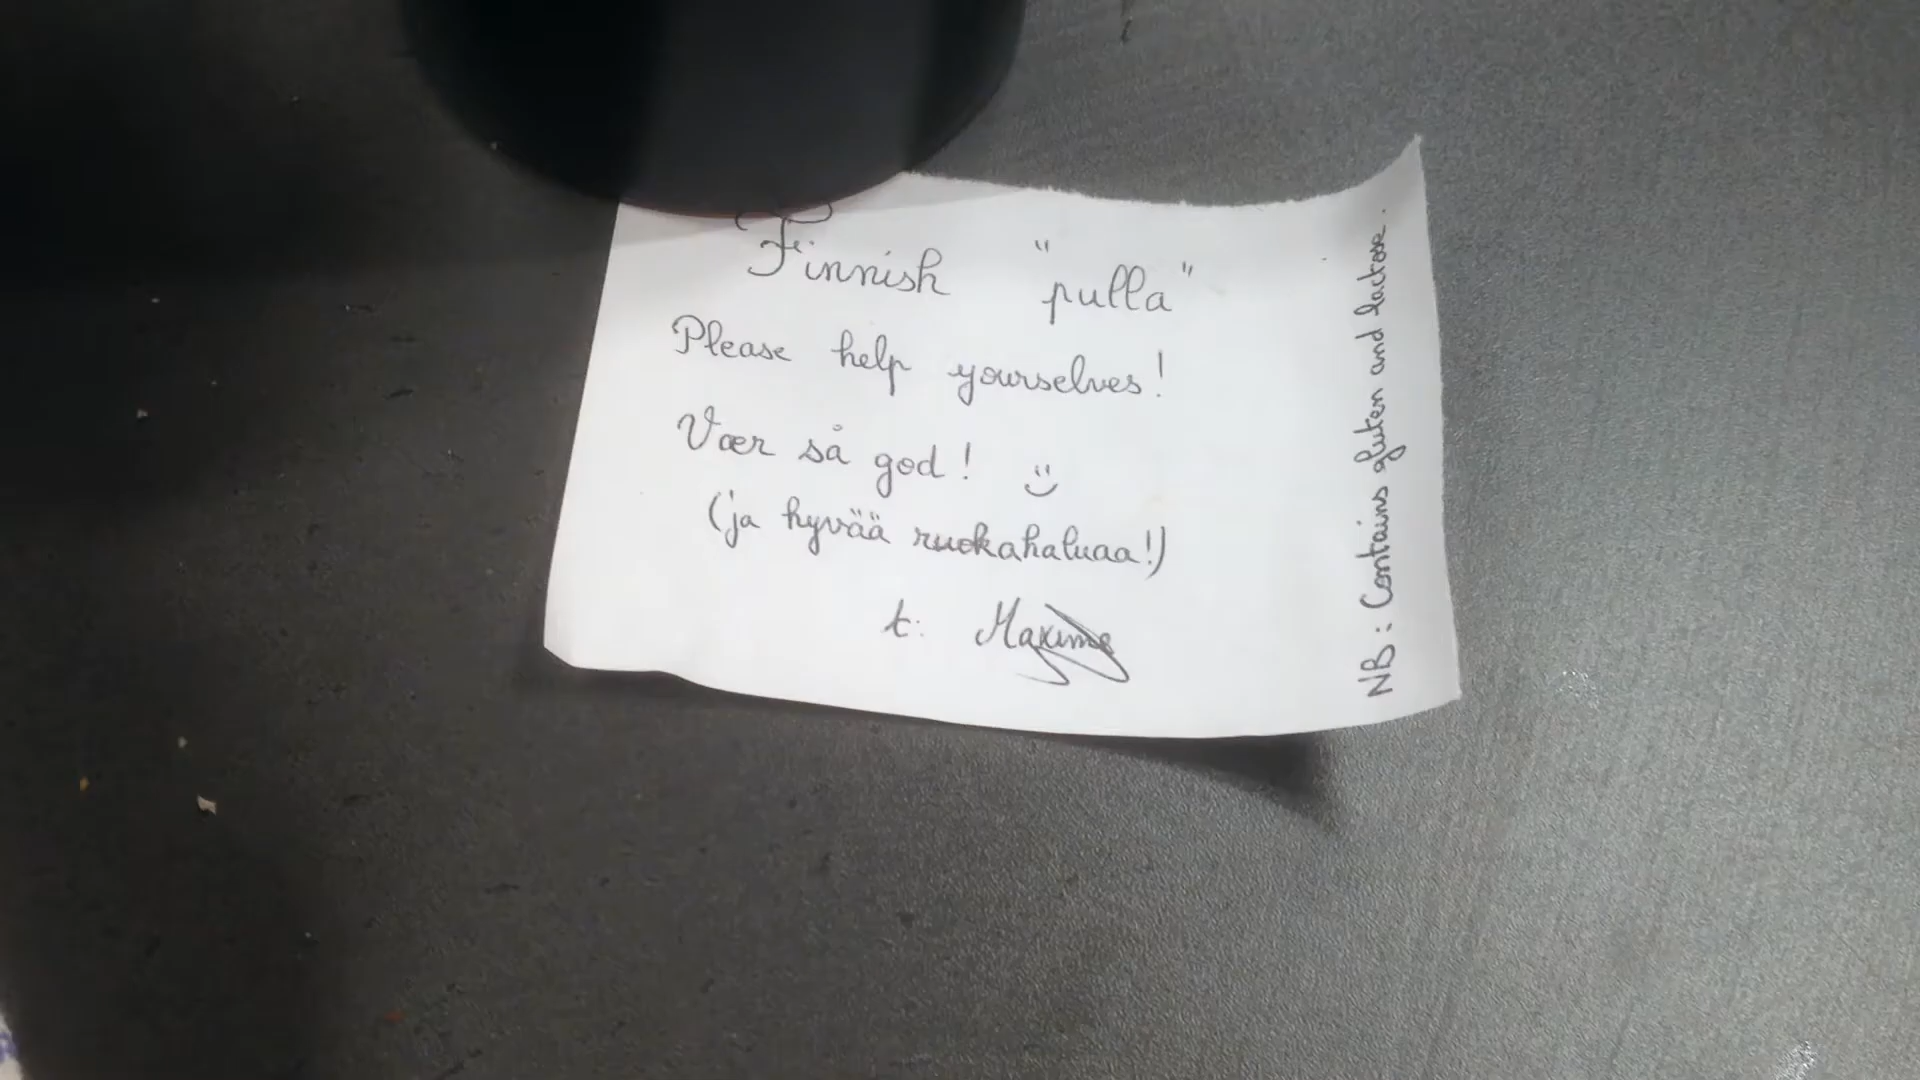 Finnish "pulla"
Please help yourselves!
Vær så god! :)
(ja hyvää ruokahaluaa!)
t: Maxime
NB: Contains gluten and lactose.